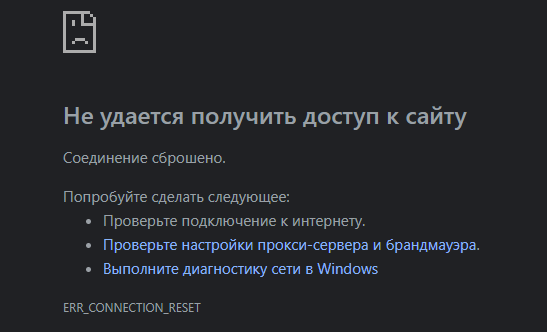 Не удается получить доступ к сайту
Соединение сброшено.
Попробуйте сделать следующее:
• Проверьте подключение к интернету.
• Проверьте настройки прокси-сервера и брандмауэра.
• Выполните диагностику сети в Windows
ERR_CONNECTION_RESET